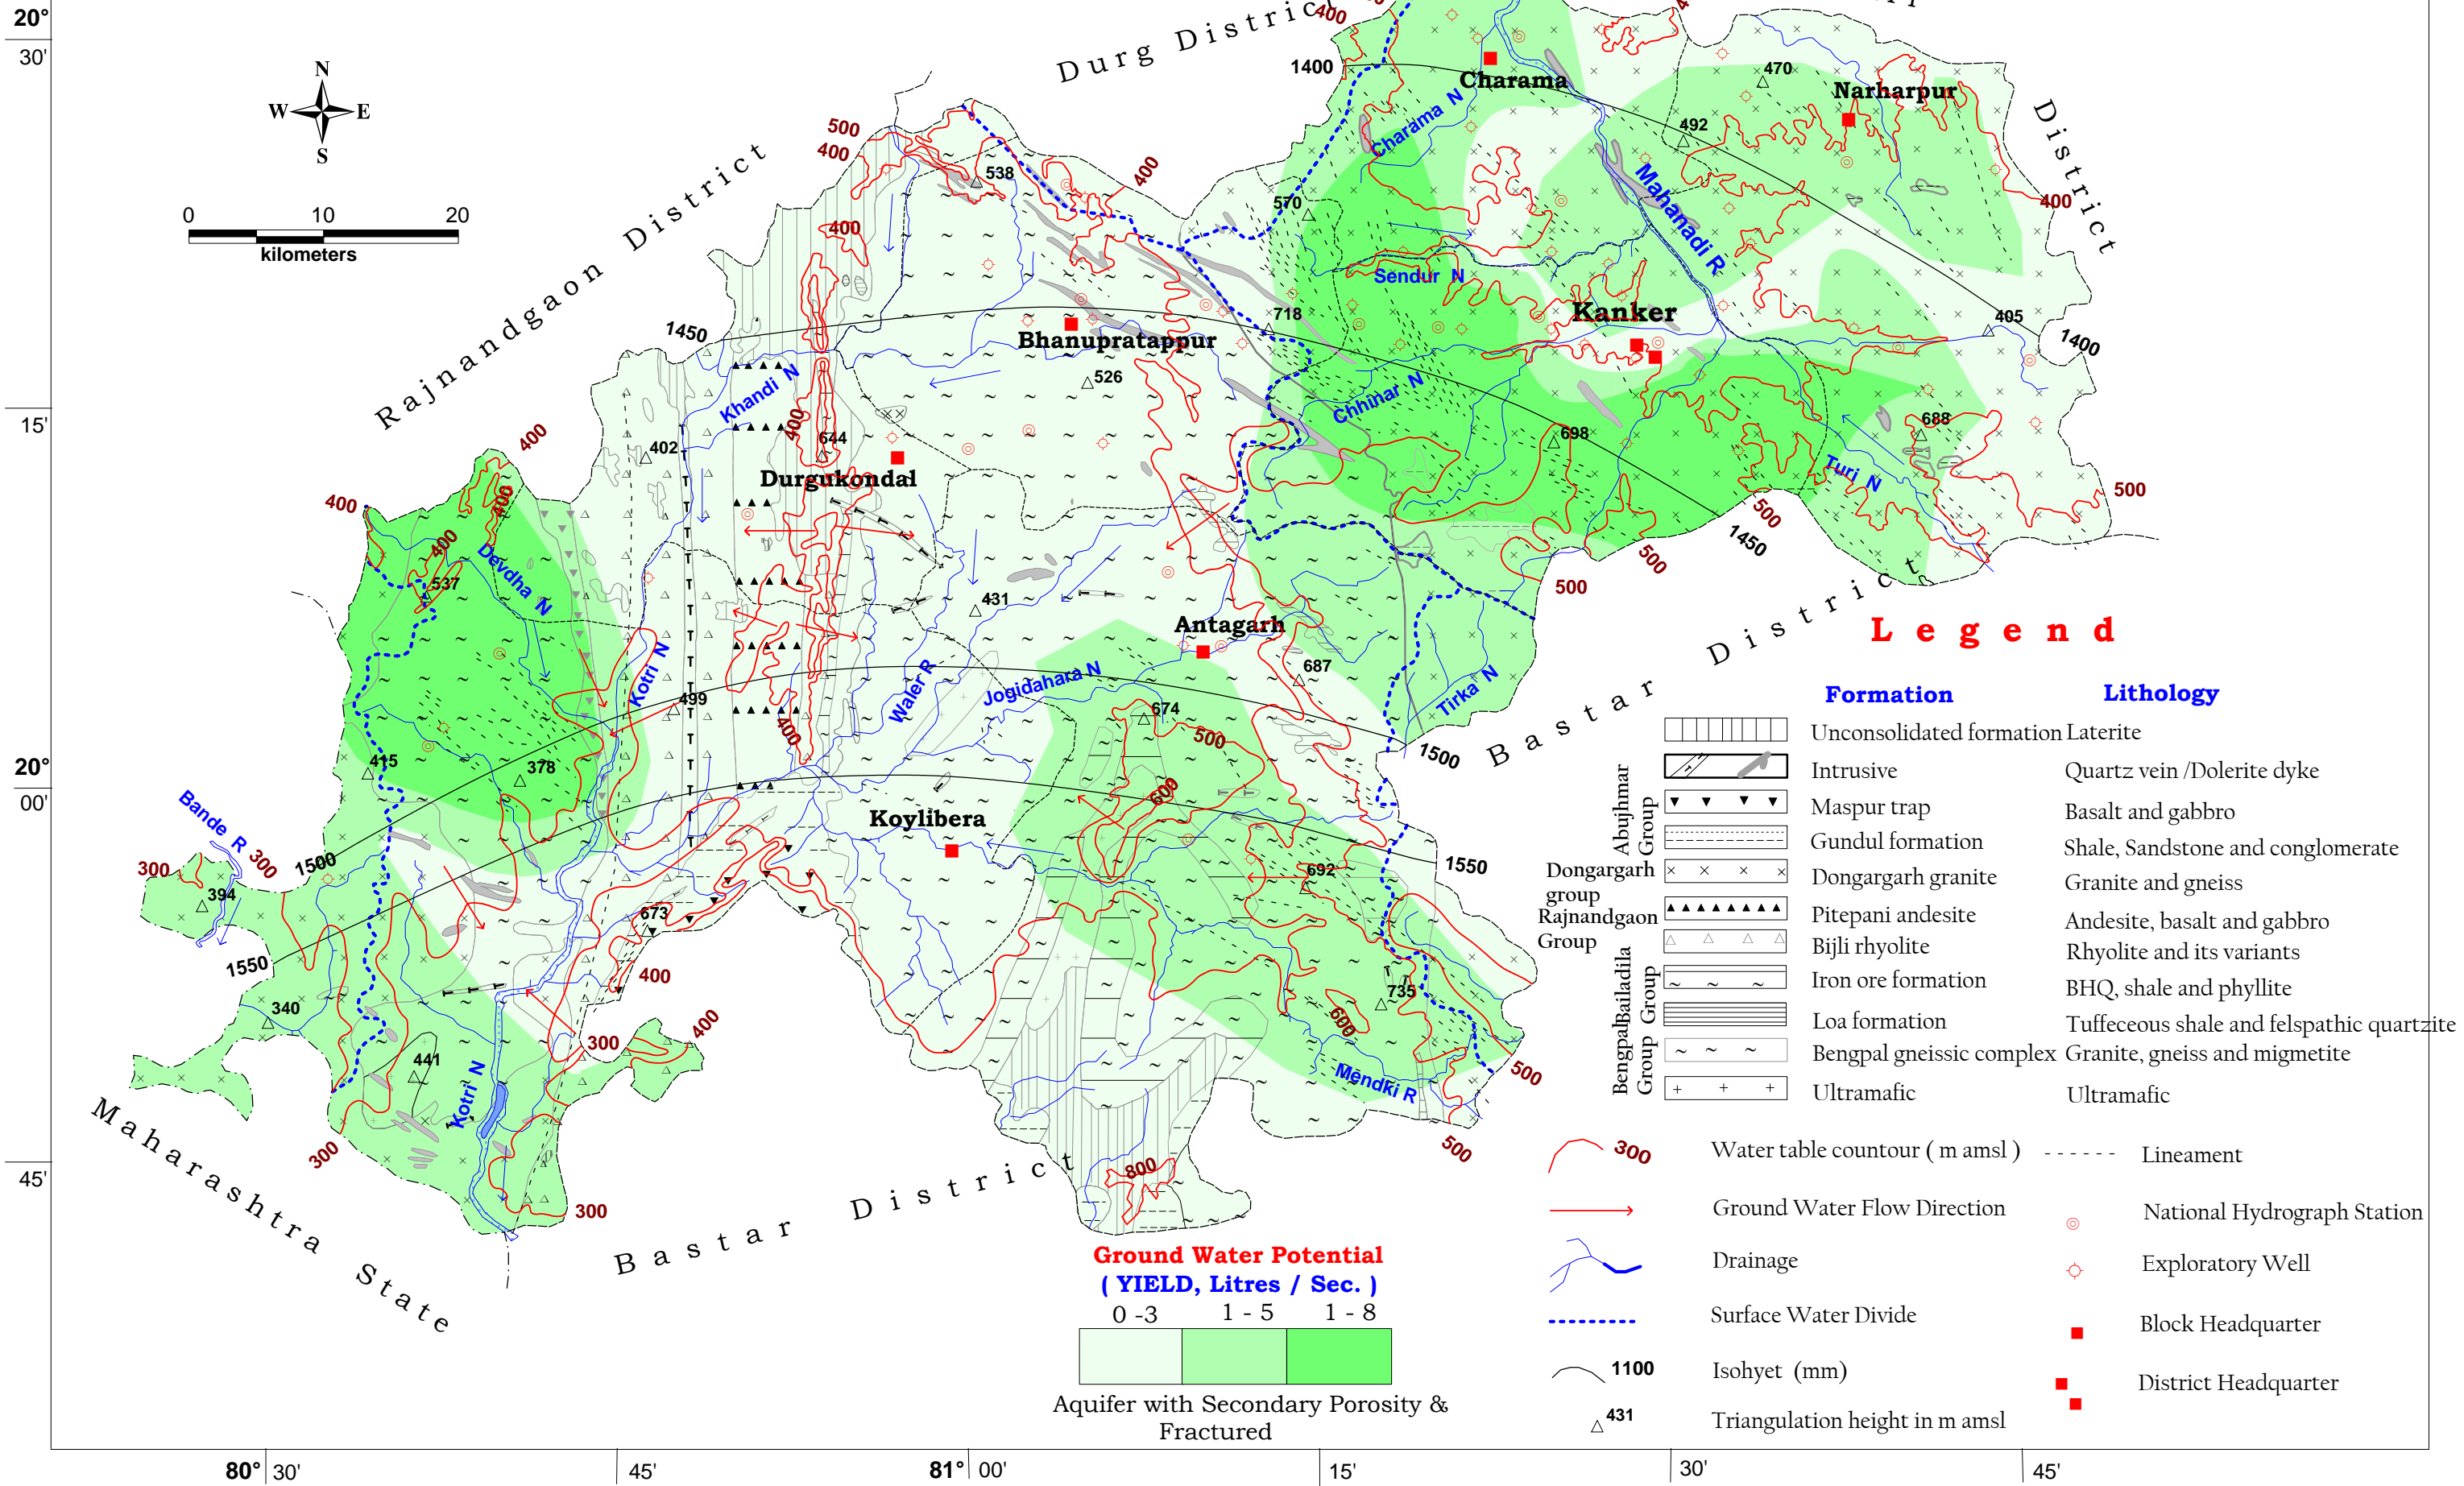 20°
30'
15'
20°
00'
45'
N
W E
S
0 10 20
kilometers
Durg District
District
Rajnandgaon District
Bastar District
Bastar District
Maharashtra State
400
1400
Charama
Charama N
470
Narharpur
492
Mahanadi R
400
500
400
538
400
570
400
Sendur N
Kanker
718
405
1400
1450
Bhanupratappur
526
Khandi N
400
Chhinar N
402
644
698
688
Durgukondal
Turi N
400
400
400
500
500
1450
400
537
Devdha N
500
500
431
Antagarh
687
Kotri N
499
Waler R
Jogidahara N
Tirka N
674
500
400
1500
415
378
600
Bande R
Koylibera
1550
300
300
1500
394
692
673
1550
400
735
340
600
400
300
441
Kotri N
500
Mendki R
300
500
800
300
Legend
Formation Lithology
Unconsolidated formation Laterite
Intrusive Quartz vein /Dolerite dyke
Abujhmar Group
Maspur trap Basalt and gabbro
Gundul formation Shale, Sandstone and conglomerate
Dongargarh group
Dongargarh granite Granite and gneiss
Rajnandgaon Group
Pitepani andesite Andesite, basalt and gabbro
Bijli rhyolite Rhyolite and its variants
Bailadila Group
Iron ore formation BHQ, shale and phyllite
Loa formation Tuffeceous shale and felspathic quartzite
Bengpal Group
Bengpal gneissic complex Granite, gneiss and migmetite
Ultramafic Ultramafic
300 Water table countour ( m amsl ) Lineament
Ground Water Flow Direction National Hydrograph Station
Drainage Exploratory Well
Surface Water Divide Block Headquarter
1100 Isohyet (mm) District Headquarter
431 Triangulation height in m amsl
Ground Water Potential
( YIELD, Litres / Sec. )
0 -3 1 - 5 1 - 8
Aquifer with Secondary Porosity &
Fractured
80° 30' 45' 81° 00' 15' 30' 45'